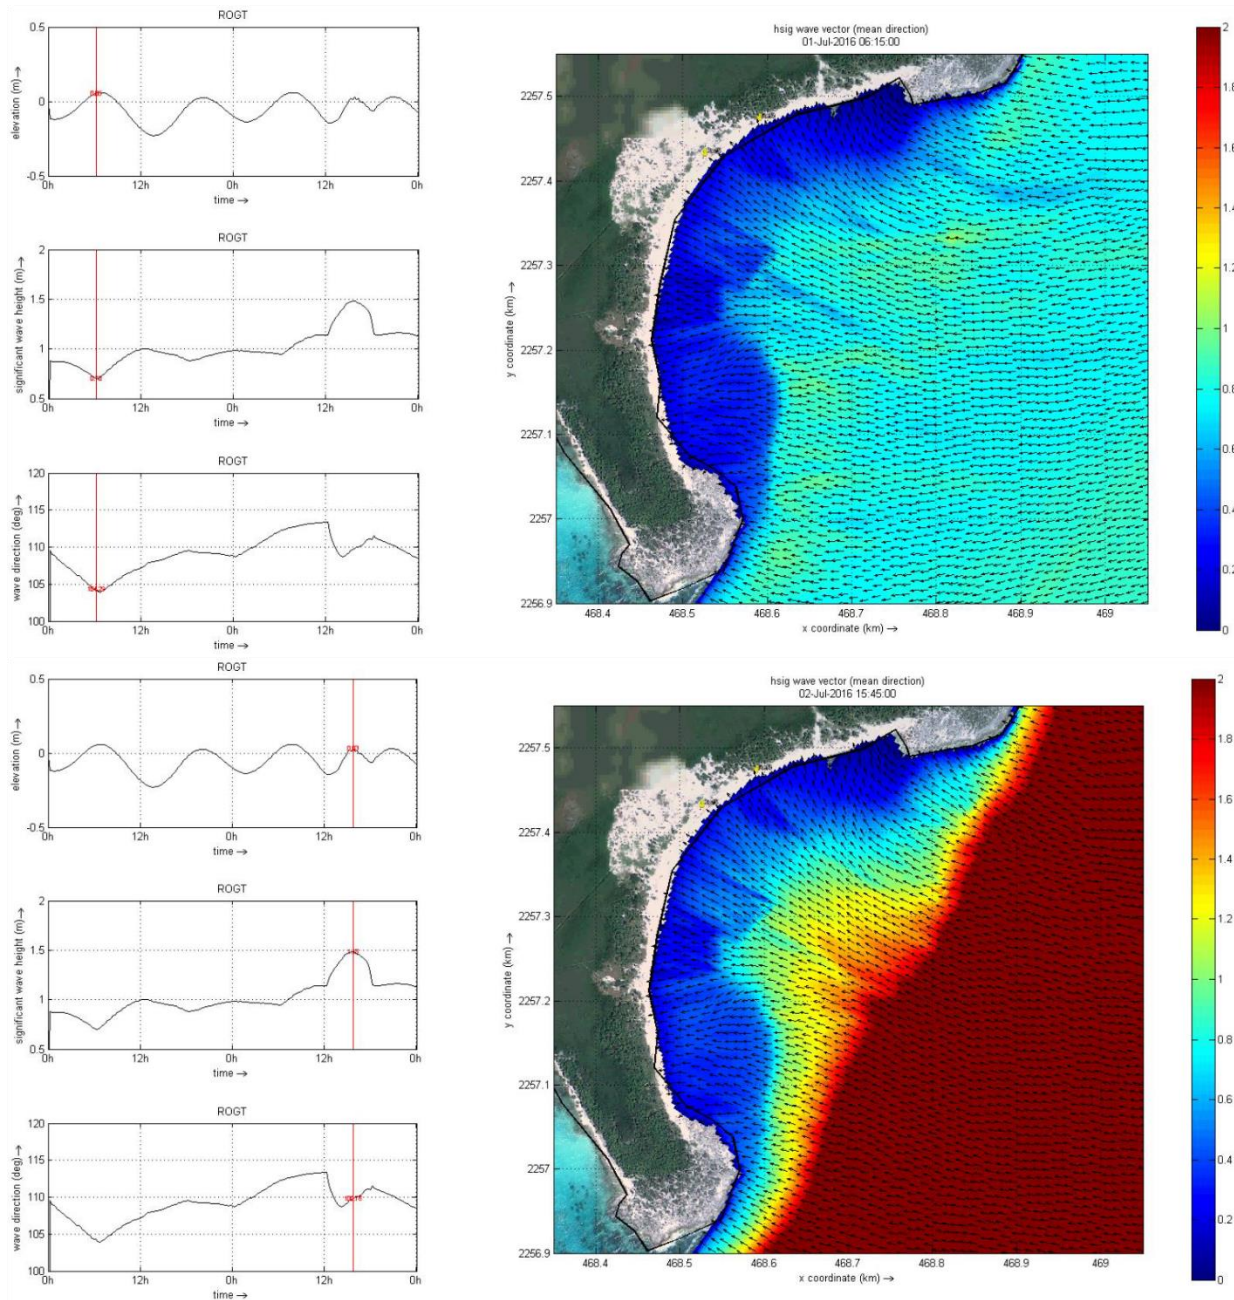 ROGT
0.5
0
-0.5
elevation (m)→
0h
12h
0h
12h
0h
time →
ROGT
2
1.5
1
0.5
significant wave height (m)→
0h
12h
0h
12h
0h
time →
ROGT
120
115
110
105
100
wave direction (deg)→
0h
12h
0h
12h
0h
time →
hsig wave vector (mean direction)
01-Jul-2016 06:15:00
2257.5
2257.4
2257.3
2257.2
2257.1
2257
2256.9
y coordinate (km) →
468.4
468.5
468.6
468.7
468.8
468.9
469
x coordinate (km) →
2
1.8
1.6
1.4
1.2
1
0.8
0.6
0.4
0.2
0
ROGT
0.5
0
-0.5
elevation (m)→
0h
12h
0h
12h
0h
time →
ROGT
2
1.5
1
0.5
significant wave height (m)→
0h
12h
0h
12h
0h
time →
ROGT
120
115
110
105
100
wave direction (deg)→
0h
12h
0h
12h
0h
time →
hsig wave vector (mean direction)
02-Jul-2016 15:45:00
2257.5
2257.4
2257.3
2257.2
2257.1
2257
2256.9
y coordinate (km) →
468.4
468.5
468.6
468.7
468.8
468.9
469
x coordinate (km) →
2
1.8
1.6
1.4
1.2
1
0.8
0.6
0.4
0.2
0